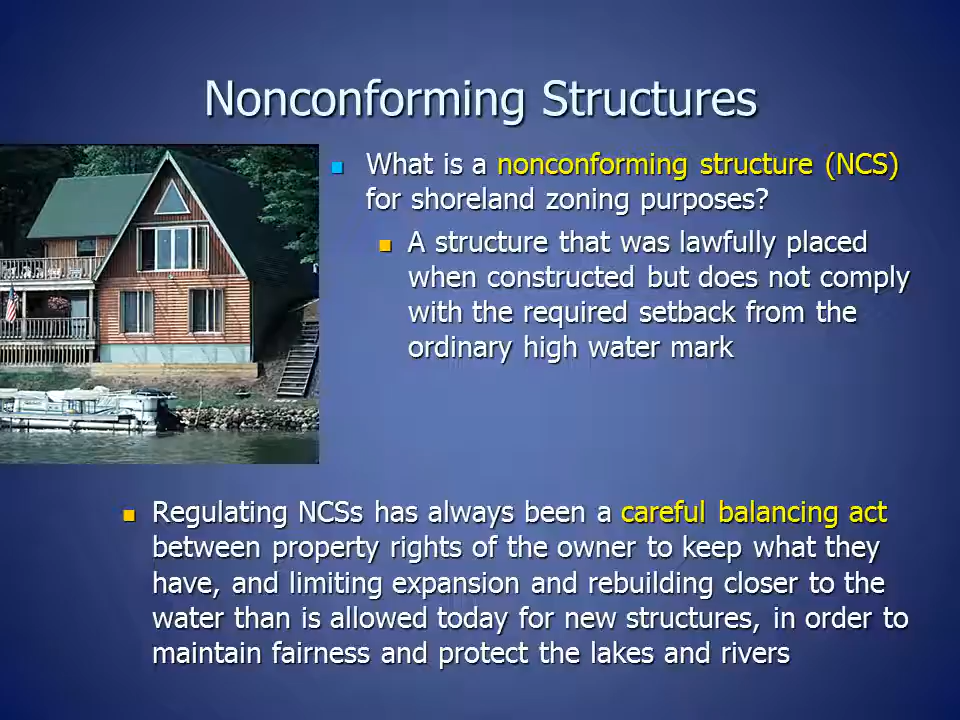 Nonconforming Structures
What is a nonconforming structure (NCS)
for shoreland zoning purposes?
A structure that was lawfully placed
when constructed but does not comply
with the required setback from the
ordinary high water mark
Regulating NCSs has always been a careful balancing act
between property rights of the owner to keep what they
have, and limiting expansion and rebuilding closer to the
water than is allowed today for new structures, in order to
maintain fairness and protect the lakes and rivers